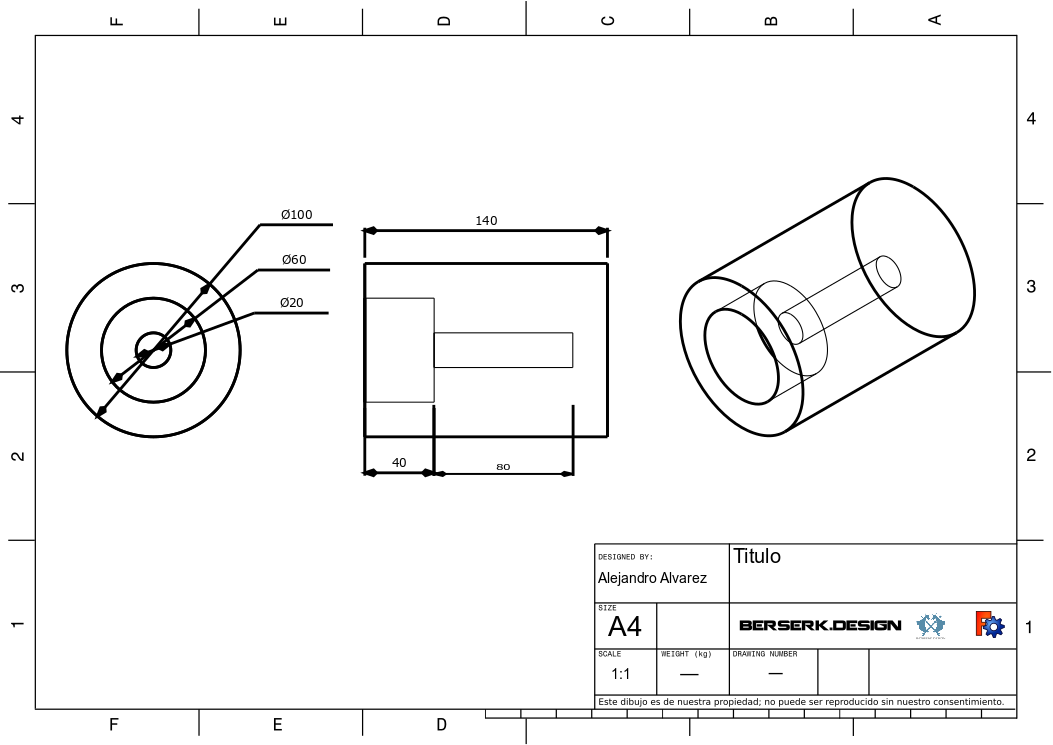 F E D C B A
4 4
Ø100
140
Ø60
3 3
Ø20
2 2
40
80
DESIGNED BY:
Alejandro Alvarez
Titulo
SIZE
A4
BERSERK.DESIGN
1 1
SCALE
1:1
WEIGHT (kg)
—
DRAWING NUMBER
—
Este dibujo es de nuestra propiedad; no puede ser reproducido sin nuestro consentimiento.
F E D